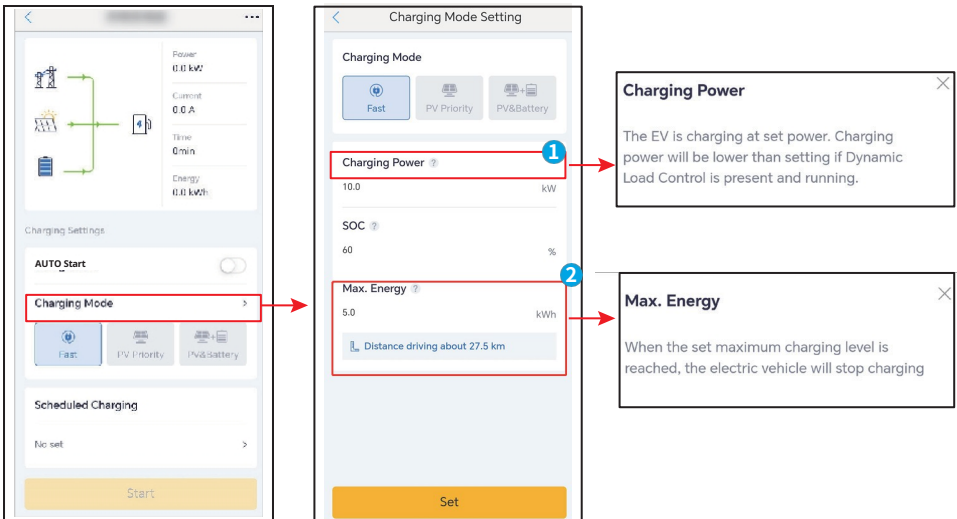 Power
0.0 kW
Current
0.0 A
Time
0min
Energy
0.0 kWh
4
Charging Settings
AUTO Start
Charging Mode
Fast
PV Priority
PV&Battery
Scheduled Charging
No set
Start
Charging Mode Setting
Charging Mode
Fast
PV Priority
PV&Battery
1
Charging Power ?
10.0 kW
SOC ?
60 %
2
Max. Energy ?
5.0 kWh
Distance driving about 27.5 km
Set
Charging Power
The EV is charging at set power. Charging
power will be lower than setting if Dynamic
Load Control is present and running.
Max. Energy
When the set maximum charging level is
reached, the electric vehicle will stop charging